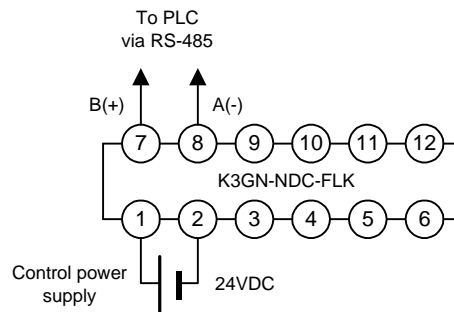 To PLC
via RS-485
B(+) A(-)
7 8 9 10 11 12
K3GN-NDC-FLK
1 2 3 4 5 6
Control power
supply
24VDC